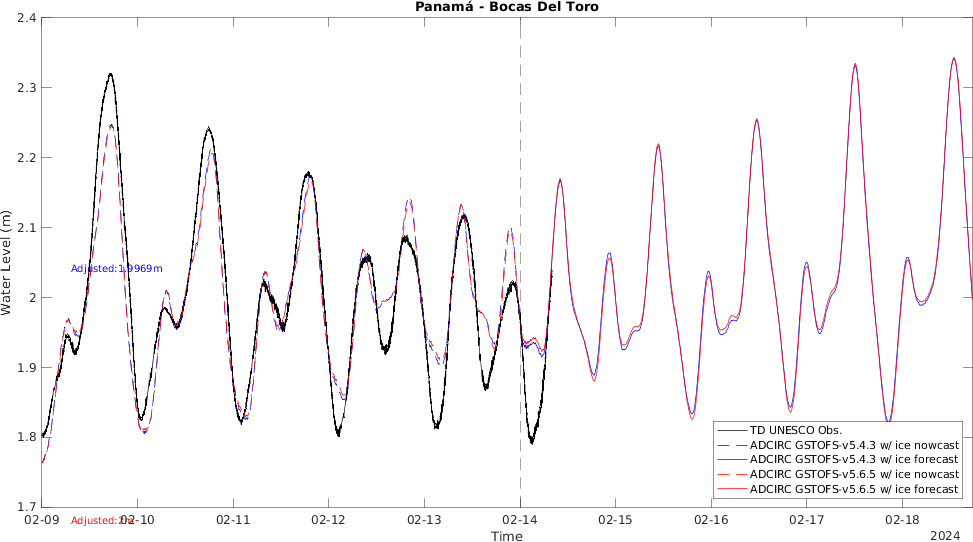 Panamá - Bocas Del Toro
2.4
2.3
2.2
2.1
2
1.9
1.8
1.7
Water Level (m)
Adjusted:1.9969m
Adjusted:2m
TD UNESCO Obs.
ADCIRC GSTOFS-v5.4.3 w/ ice nowcast
ADCIRC GSTOFS-v5.4.3 w/ ice forecast
ADCIRC GSTOFS-v5.6.5 w/ ice nowcast
ADCIRC GSTOFS-v5.6.5 w/ ice forecast
02-09 02-10 02-11 02-12 02-13 02-14 02-15 02-16 02-17 02-18
Time
2024